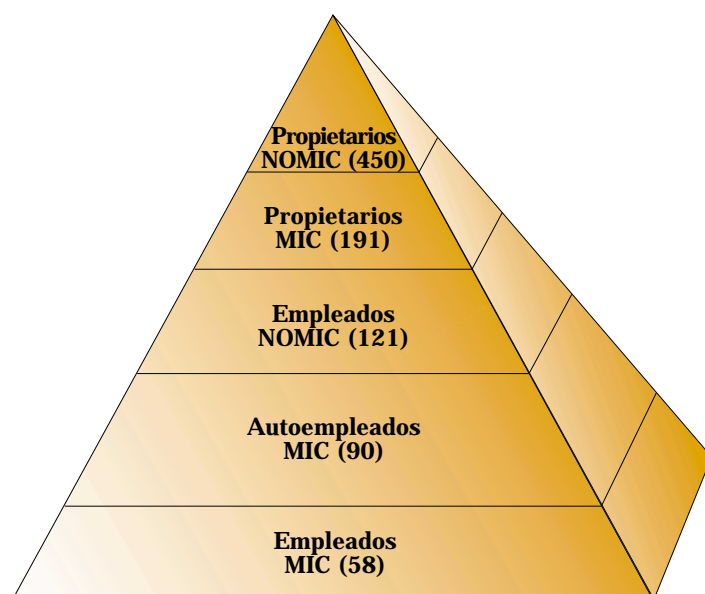 Propietarios
NOMIC (450)
Propietarios
MIC (191)
Empleados
NOMIC (121)
Autoempleados
MIC (90)
Empleados
MIC (58)